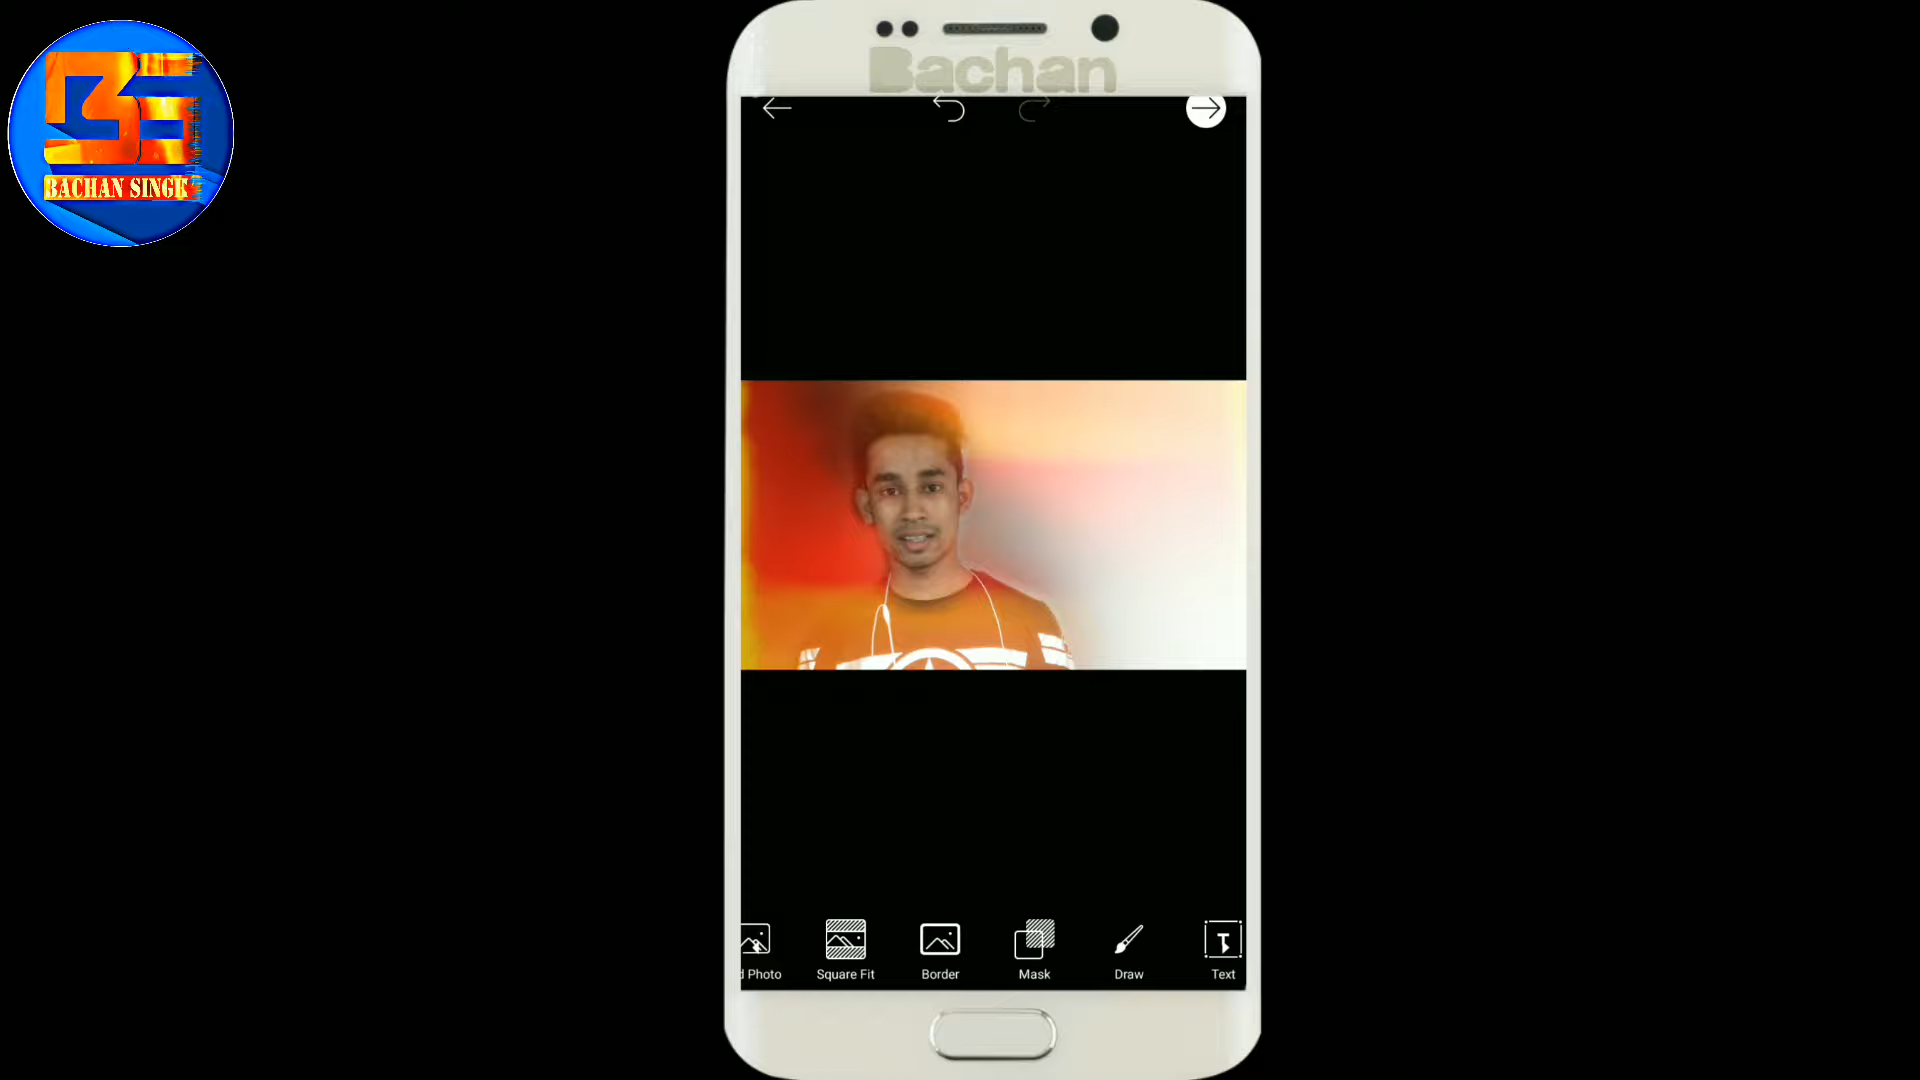 BACHAN SINGH
Bachan
d Photo
Square Fit
Border
Mask
Draw
Text